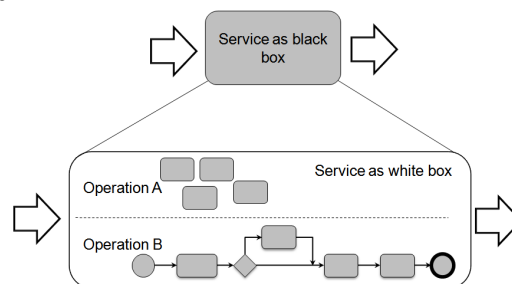 Service as black
box
Service as white box
Operation A
Operation B